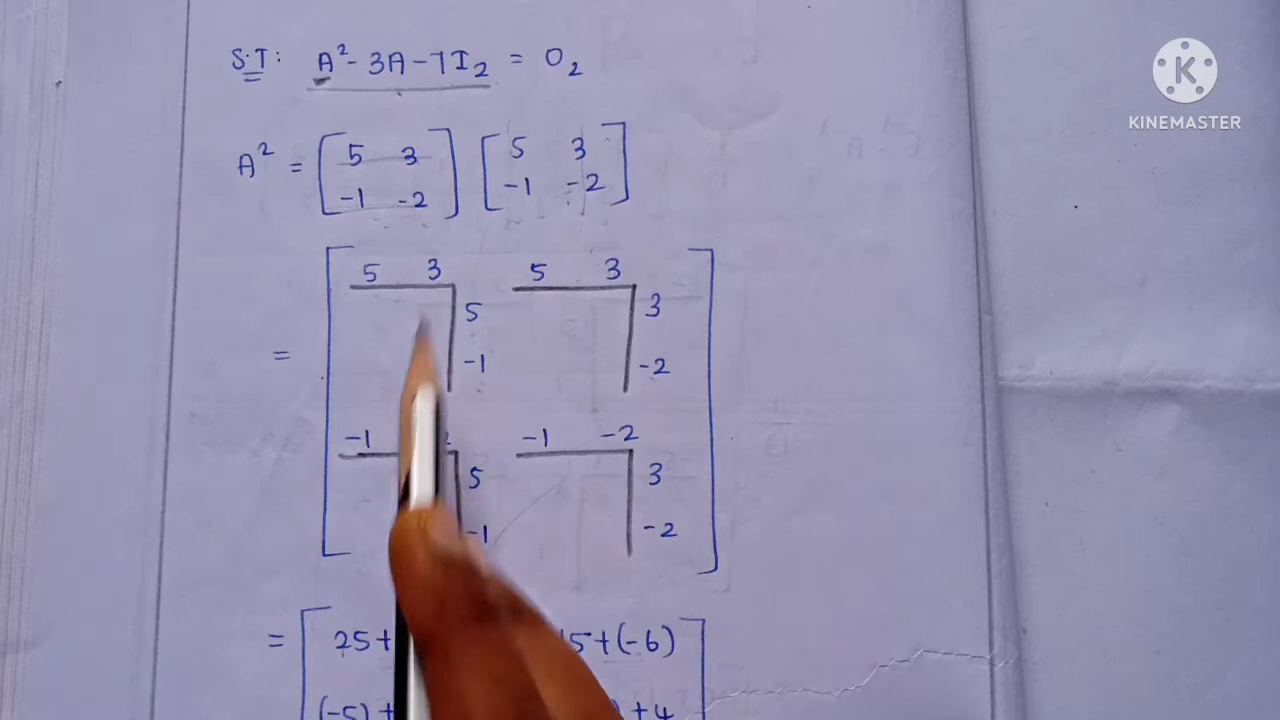 S.T: A² - 3A - 7I₂ = O₂
A² = [5 3 [5 3
-1 -2] -1 -2]
5 3 5 3
5 3
= -1 -2
-1 -1 -2
5 3
-1 -2
= [25+ 15+(-6)]
(-5)+ +4
K
KINEMASTER